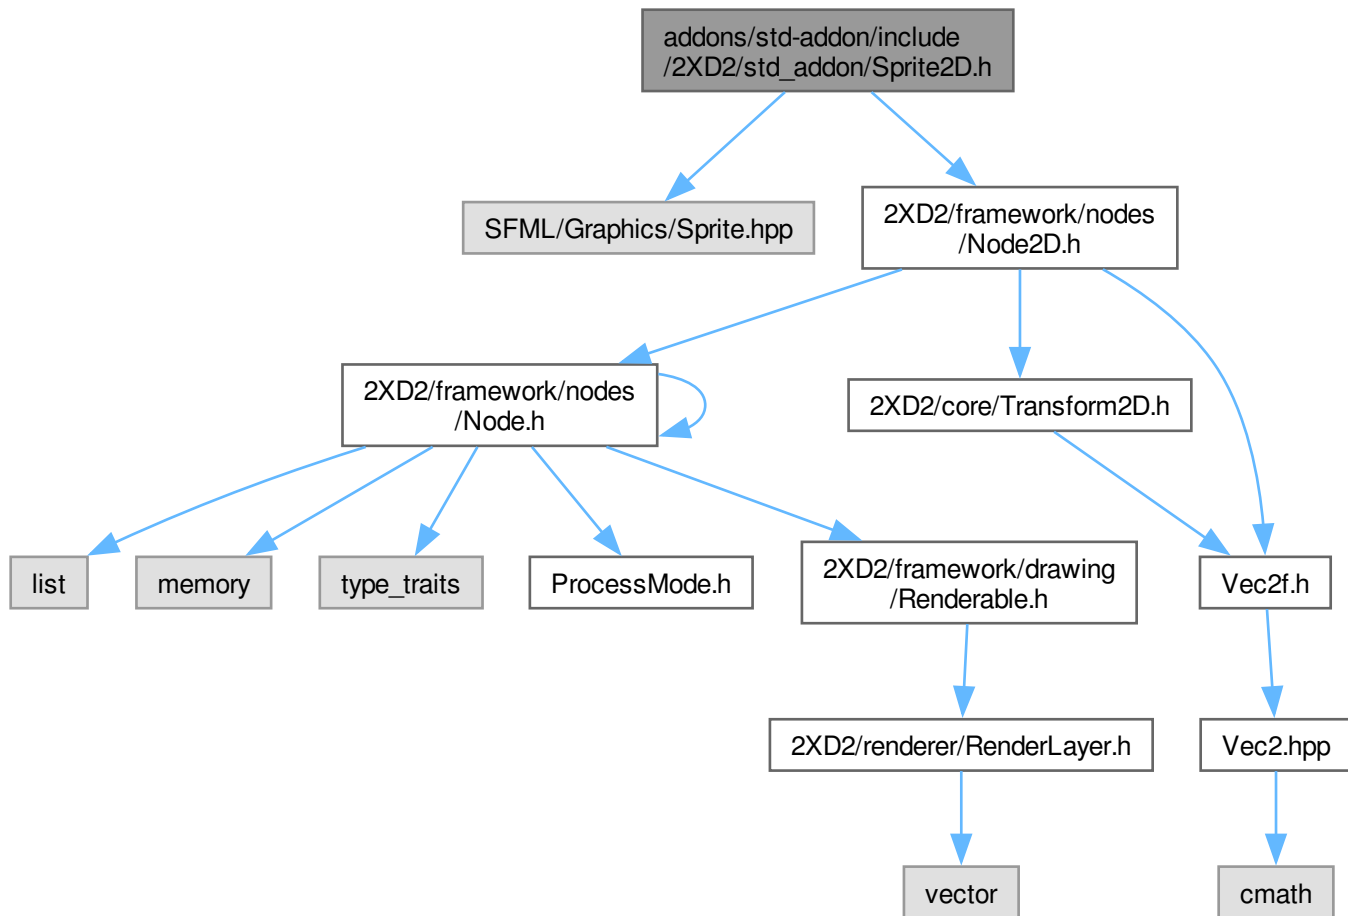 addons/std-addon/include
/2XD2/std_addon/Sprite2D.h
SFML/Graphics/Sprite.hpp
2XD2/framework/nodes
/Node2D.h
2XD2/framework/nodes
/Node.h
2XD2/core/Transform2D.h
list
memory
type_traits
ProcessMode.h
2XD2/framework/drawing
/Renderable.h
Vec2f.h
2XD2/renderer/RenderLayer.h
Vec2.hpp
vector
cmath